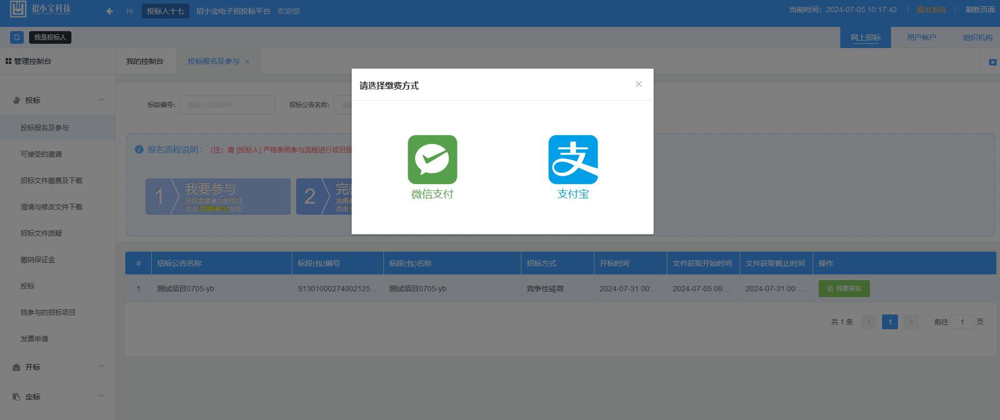 招小宝科技
Hi 投标人十七 招小宝电子招投标平台 欢迎您
当前时间：2024-07-05 10:17:42 退出系统 刷新页面
我是投标人
网上招标 用户帐户 组织机构
管理控制台
我的控制台 投标报名及参与 ×
投标
投标报名及参与
可接受的邀请
招标文件缴费及下载
澄清与修改文件下载
招标文件质疑
缴纳保证金
投标
我参与的招标项目
发票申请
开标
定标
标段编号： 请输入标段编号 招标公告名称：
报名流程说明： （注：请 [投标人] 严格参照参与流程进行项目报
1 我要参与
选择需要参与的项目
点击 [我要参与] 按钮
2
完善
点击
请选择缴费方式
微信支付 支付宝
# 招标公告名称 标段(包)编号 标段(包)名称 招标方式 开标时间 文件获取开始时间 文件获取截止时间 操作
1 测试项目0705-yb S1301000274002125... 测试项目0705-yb 竞争性磋商 2024-07-31 00:... 2024-07-05 09:... 2024-07-31 00:... 我要报名
共 1 条 1 前往 1 页